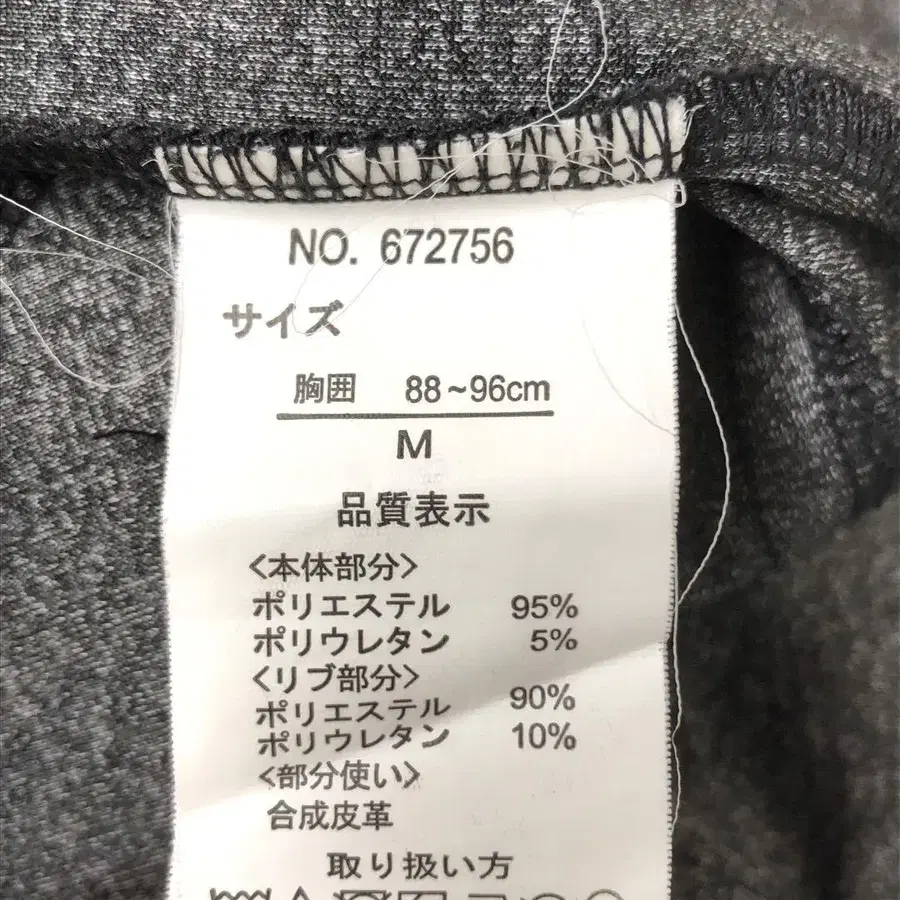 NO. 672756
サイズ
胸囲 88~96cm
M
品質表示
<本体部分>
ポリエステル 95%
ポリウレタン 5%
<リブ部分>
ポリエステル 90%
ポリウレタン 10%
<部分使い>
合成皮革
取り扱い方